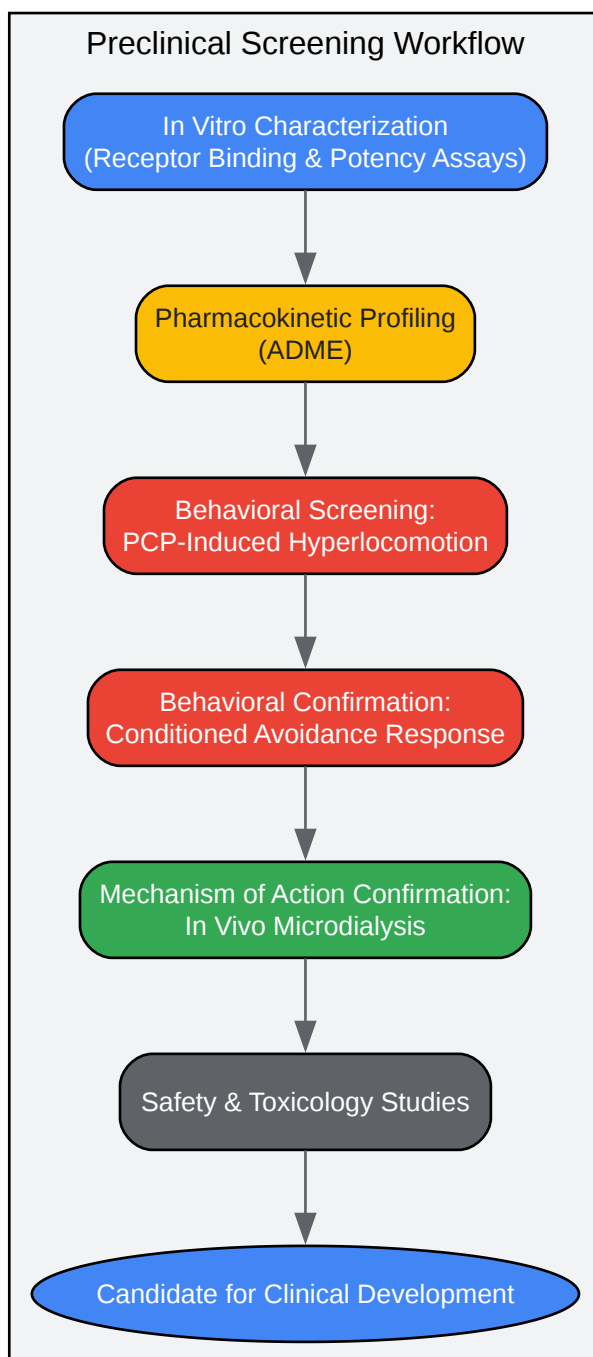 Preclinical Screening Workflow
In Vitro Characterization
(Receptor Binding & Potency Assays)
Pharmacokinetic Profiling
(ADME)
Behavioral Screening:
PCP-Induced Hyperlocomotion
Behavioral Confirmation:
Conditioned Avoidance Response
Mechanism of Action Confirmation:
In Vivo Microdialysis
Safety & Toxicology Studies
Candidate for Clinical Development